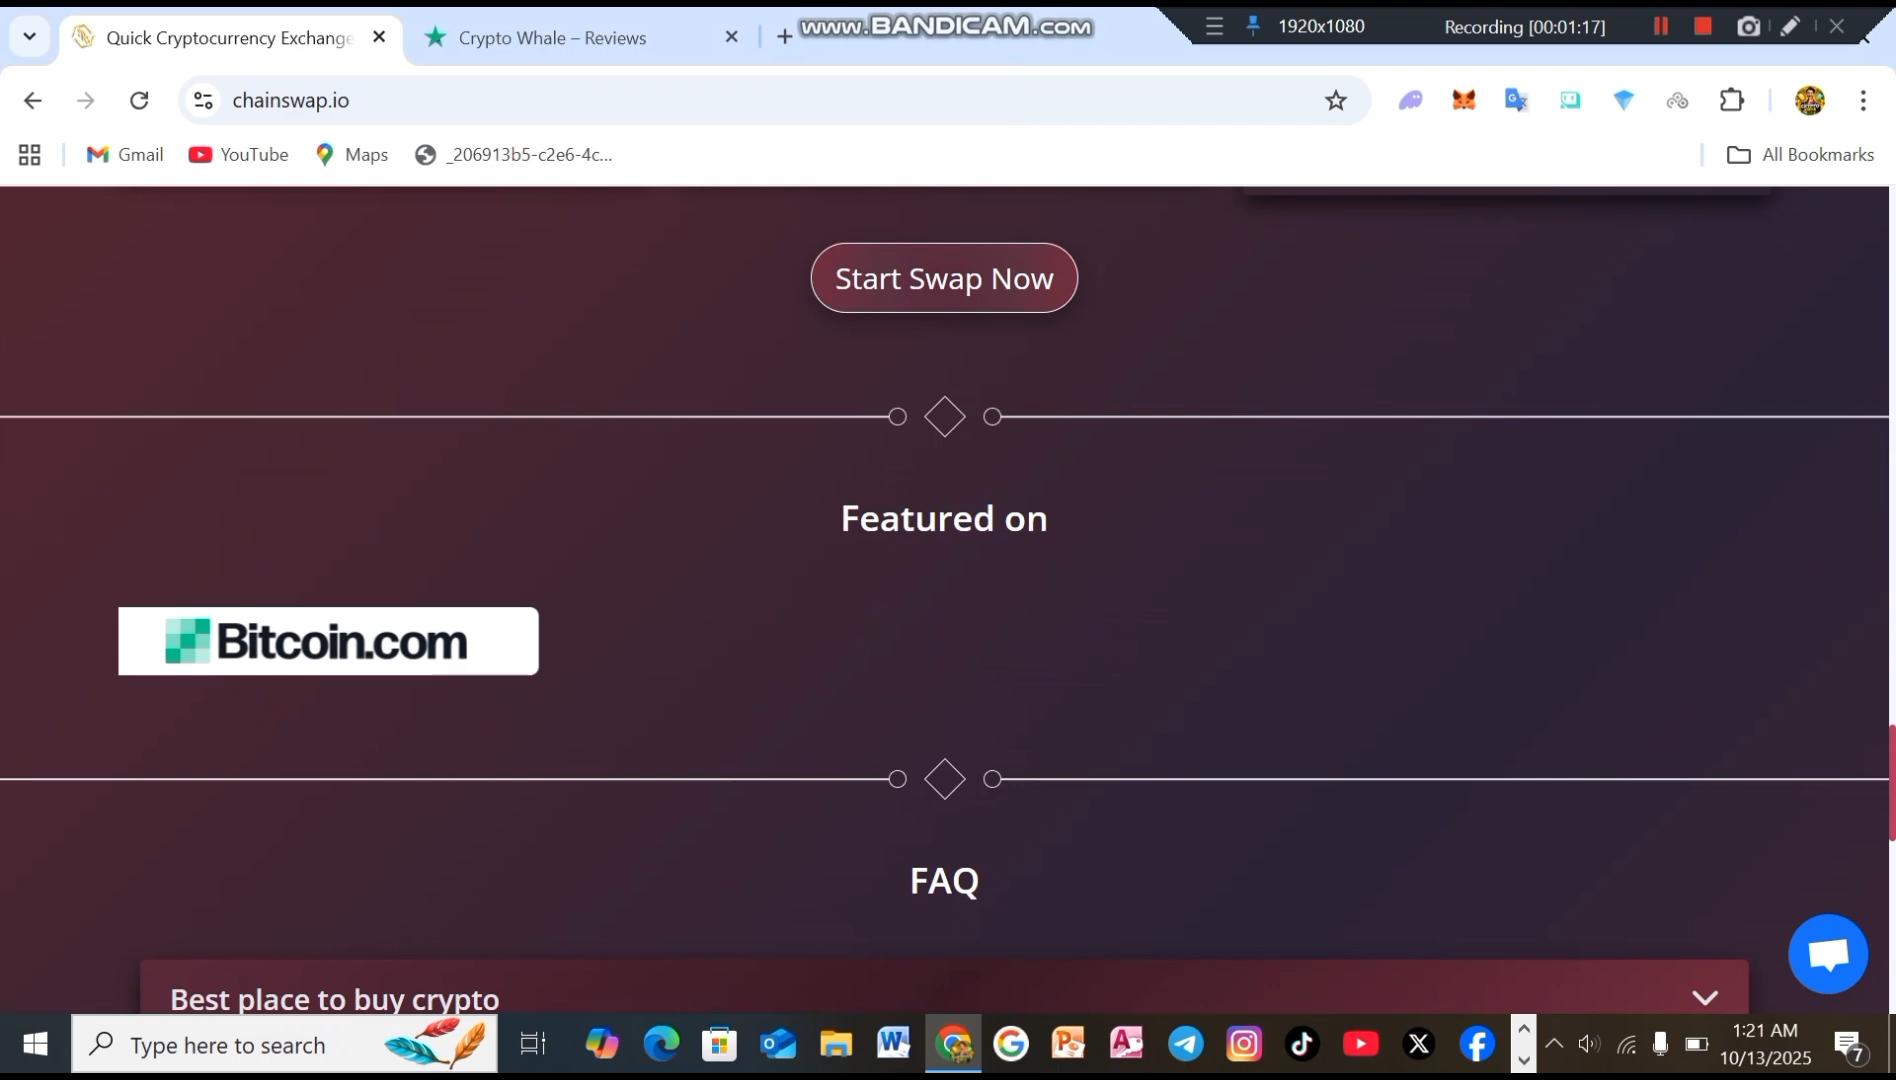 www.BANDICAM.com
1920x1080
Recording [00:01:17]
Quick Cryptocurrency Exchange
Crypto Whale – Reviews
chainswap.io
Gmail
YouTube
Maps
_206913b5-c2e6-4c...
All Bookmarks
Start Swap Now
Featured on
Bitcoin.com
FAQ
Best place to buy crypto
Type here to search
1:21 AM
10/13/2025
7